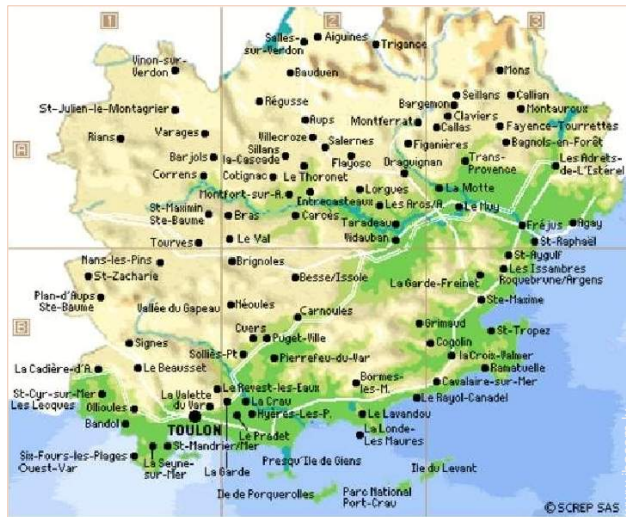 1
2
3
Salles-
sur-Verdon
Aiguines
Trigance
Vinon-sur-
Verdon
Bauduen
Mons
St-Julien-le-Montagrier
Régusse
Seillans
Callian
Bargemon
Montauroux
Aups
Montferrat
Claviers
Rians
Varages
Villecroze
Callas
Fayence-Tourrettes
Salernes
Figanières
Bagnols-en-Forêt
A
Barjols
Sillans
la-Cascade
Flayosc
Draguignan
Trans-
Provence
Les Adrets-
de-L'Estérel
Correns
Cotignac
Le Thoronet
Montfort-sur-A.
Entrecasteaux
Lorgues
La Motte
St-Maximin
Ste-Baume
Bras
Carcès
Les Arcs/A.
Le Muy
Taradeau
Fréjus
Agay
Tourves
Le Val
Vidauban
St-Raphaël
Nans-les-Pins
Brignoles
St-Aygulf
St-Zacharie
Besse/Issole
Les Issambres
La Garde-Freinet
Roquebrune/Argens
Plan-d'Aups
Ste-Baume
Vallée du Gapeau
Néoules
Ste-Maxime
Carnoules
B
Cuers
Grimaud
St-Tropez
Signes
Puget-Ville
Cogolin
Solliès-Pt
Pierrefeu du-Var
la Croix-Valmer
La Cadière-d'A.
Le Beausset
Ramatuelle
Bormes-
les-M.
Cavalaire-sur-Mer
St-Cyr-sur-Mer
Les Lecques
Le Revest-les-Eaux
La Valette
du Var
La Crau
Le Rayol-Canadel
Ollioules
Hyères-Les-P.
Le Lavandou
Bandol
TOULON
Le Pradet
La Londe-
Les Maures
St-Mandrier/Mer
Six-Fours-les-Plages
Ouest-Var
La Seyne-
sur-Mer
La Garde
Presqu'Ile de Giens
Ile du Levant
Ile de Porquerolles
Parc National
Port-Crau
© SCREP SAS